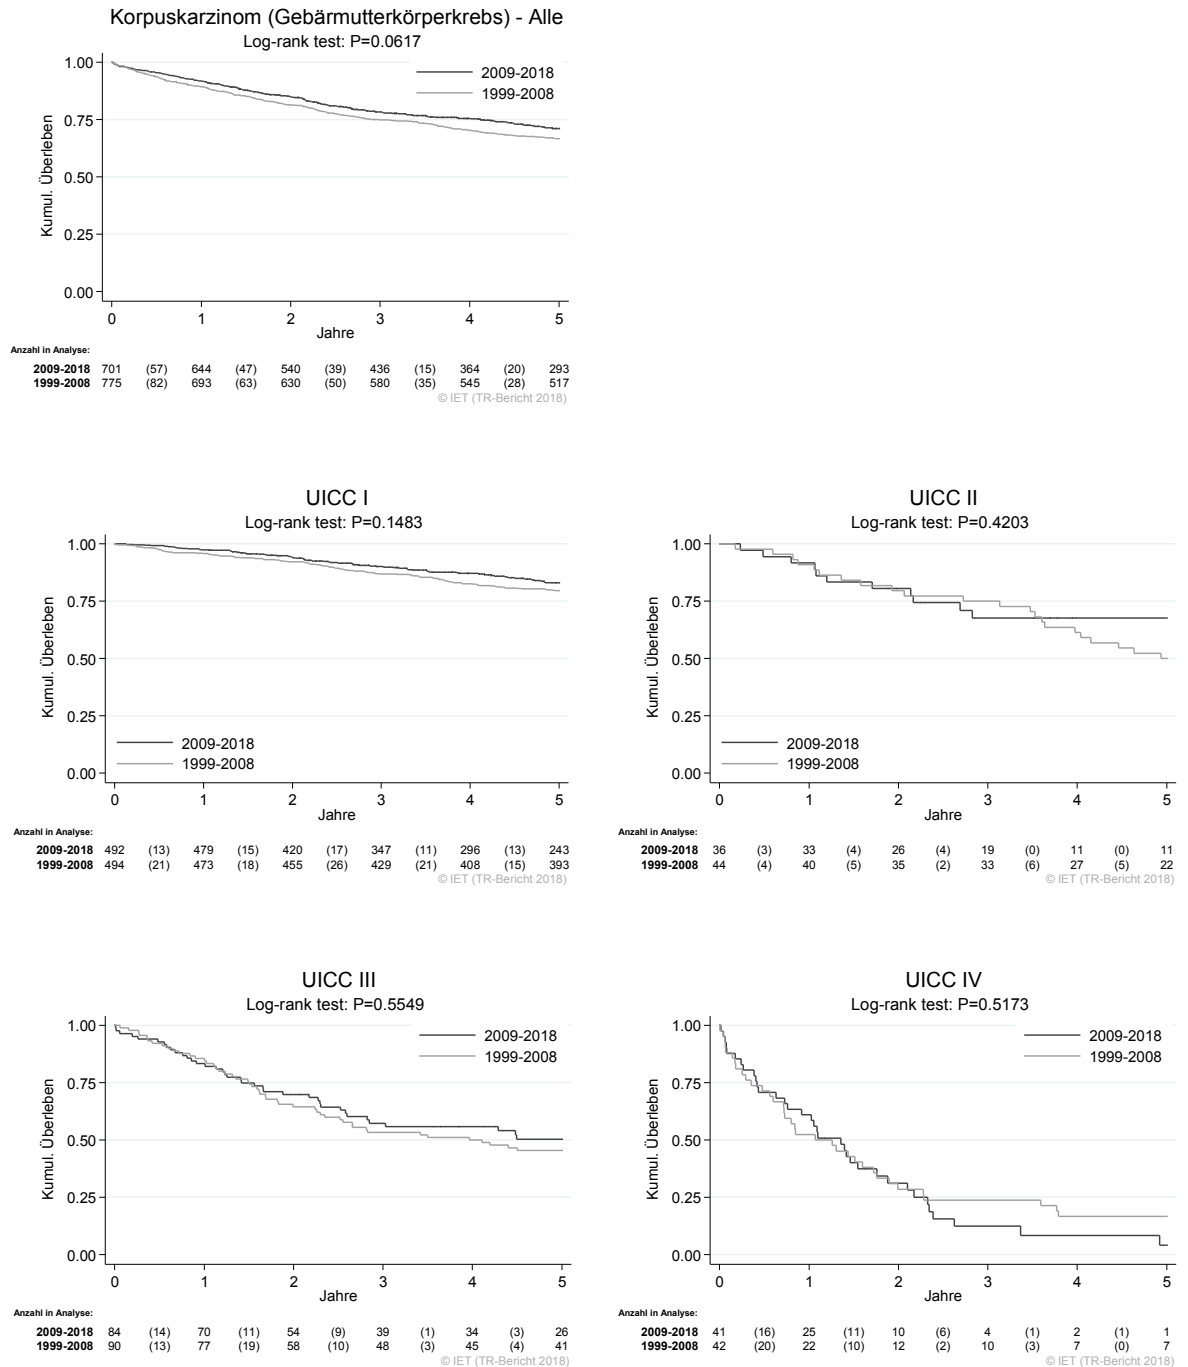 Korpuskarzinom (Gebärmutterkörperkrebs) - Alle
Log-rank test: P=0.0617
1.00
0.75
0.50
0.25
0.00
Kumul. Überleben
2009-2018
1999-2008
0 1 2 3 4 5
Jahre
Anzahl in Analyse:
2009-2018 701 (57) 644 (47) 540 (39) 436 (15) 364 (20) 293
1999-2008 775 (82) 693 (63) 630 (50) 580 (35) 545 (28) 517
© IET (TR-Bericht 2018)
UICC I
Log-rank test: P=0.1483
1.00
0.75
0.50
0.25
0.00
Kumul. Überleben
2009-2018
1999-2008
0 1 2 3 4 5
Jahre
Anzahl in Analyse:
2009-2018 492 (13) 479 (15) 420 (17) 347 (11) 296 (13) 243
1999-2008 494 (21) 473 (18) 455 (26) 429 (21) 408 (15) 393
© IET (TR-Bericht 2018)
UICC II
Log-rank test: P=0.4203
1.00
0.75
0.50
0.25
0.00
Kumul. Überleben
2009-2018
1999-2008
0 1 2 3 4 5
Jahre
Anzahl in Analyse:
2009-2018 36 (3) 33 (4) 26 (4) 19 (0) 11 (0) 11
1999-2008 44 (4) 40 (5) 35 (2) 33 (6) 27 (5) 22
© IET (TR-Bericht 2018)
UICC III
Log-rank test: P=0.5549
1.00
0.75
0.50
0.25
0.00
Kumul. Überleben
2009-2018
1999-2008
0 1 2 3 4 5
Jahre
Anzahl in Analyse:
2009-2018 84 (14) 70 (11) 54 (9) 39 (1) 34 (3) 26
1999-2008 90 (13) 77 (19) 58 (10) 48 (3) 45 (4) 41
© IET (TR-Bericht 2018)
UICC IV
Log-rank test: P=0.5173
1.00
0.75
0.50
0.25
0.00
Kumul. Überleben
2009-2018
1999-2008
0 1 2 3 4 5
Jahre
Anzahl in Analyse:
2009-2018 41 (16) 25 (11) 10 (6) 4 (1) 2 (1) 1
1999-2008 42 (20) 22 (10) 12 (2) 10 (3) 7 (0) 7
© IET (TR-Bericht 2018)